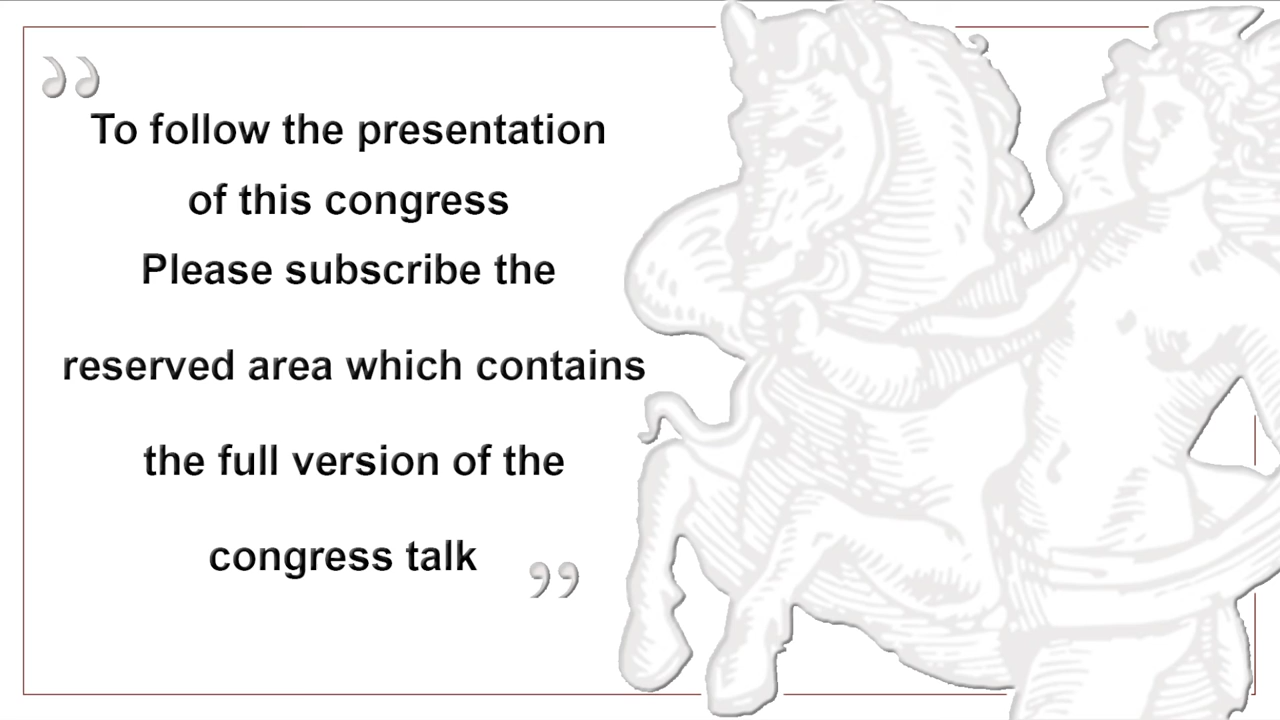 ”
To follow the presentation
of this congress
Please subscribe the
reserved area which contains
the full version of the
congress talk ”